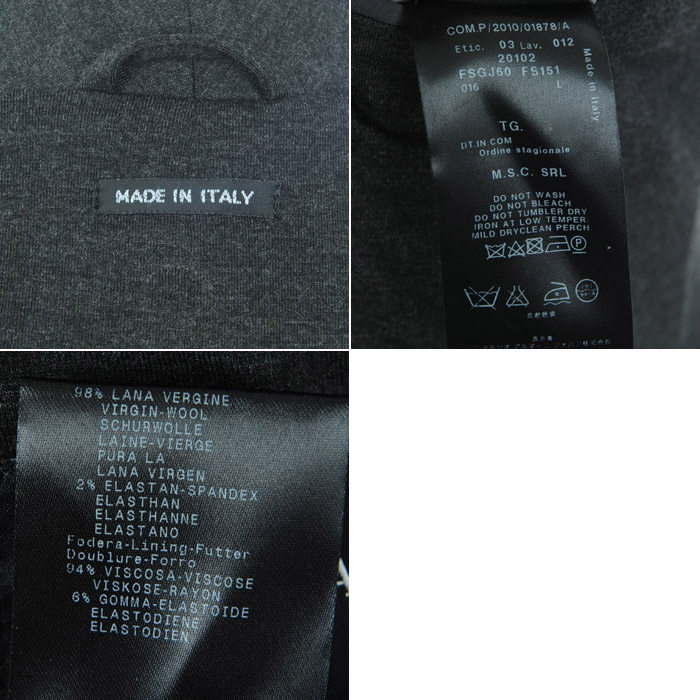 MADE IN ITALY
COM.P/2010/01878/A
Etic. 03 Lav. 012
20102
FSGJ60 FS151
016 L
Made in Italy
TG.
DT.IN.COM
Ordine stagionale
M.S.C. SRL
DO NOT WASH
DO NOT BLEACH
DO NOT TUMBLER DRY
IRON AT LOW TEMPER.
MILD DRYCLEAN PERCH.
P
98% LANA VERGINE
VIRGIN-WOOL
SCHURWOLLE
LAINE-VIERGE
PURA LA
LANA VIRGEN
2% ELASTAN-SPANDEX
ELASTHAN
ELASTHANNE
ELASTANO
Fodera-Lining-Futter
Doublure-Forro
94% VISCOSA-VISCOSE
VISKOSE-RAYON
6% GOMMA-ELASTOIDE
ELASTODIENE
ELASTODIEN